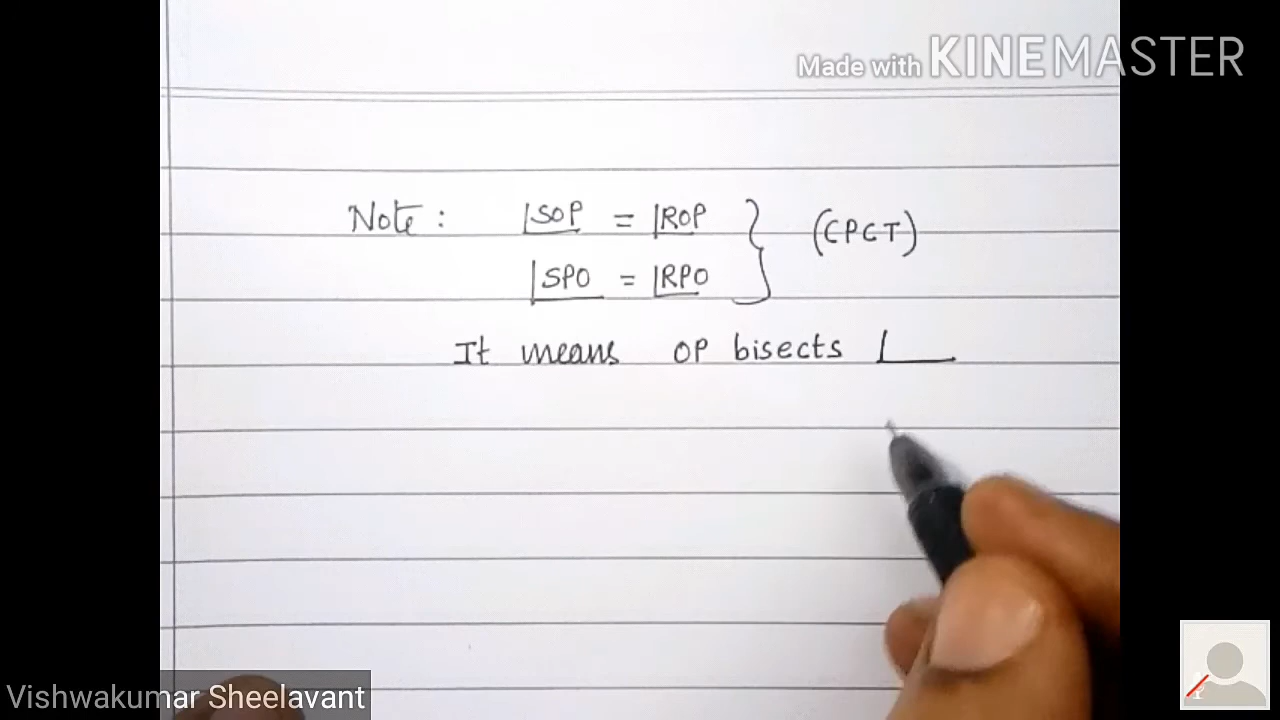 Made with KINEMASTER
Note : ∠SOP = ∠ROP } (CPCT)
∠SPO = ∠RPO
It means OP bisects ∠
Vishwakumar Sheelavant